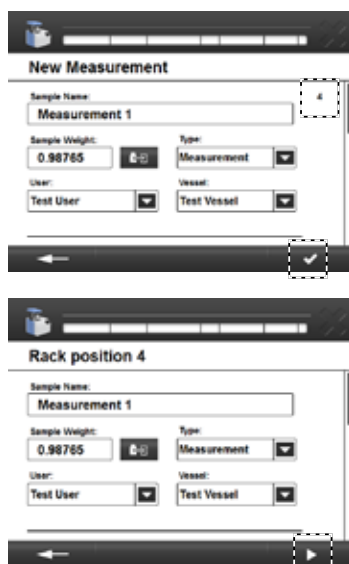 New Measurement
Sample Name:
4
Measurement 1
Sample Weight: Type:
0.98765 Measurement
User: Vessel:
Test User Test Vessel
Rack position 4
Sample Name:
Measurement 1
Sample Weight: Type:
0.98765 Measurement
User: Vessel:
Test User Test Vessel